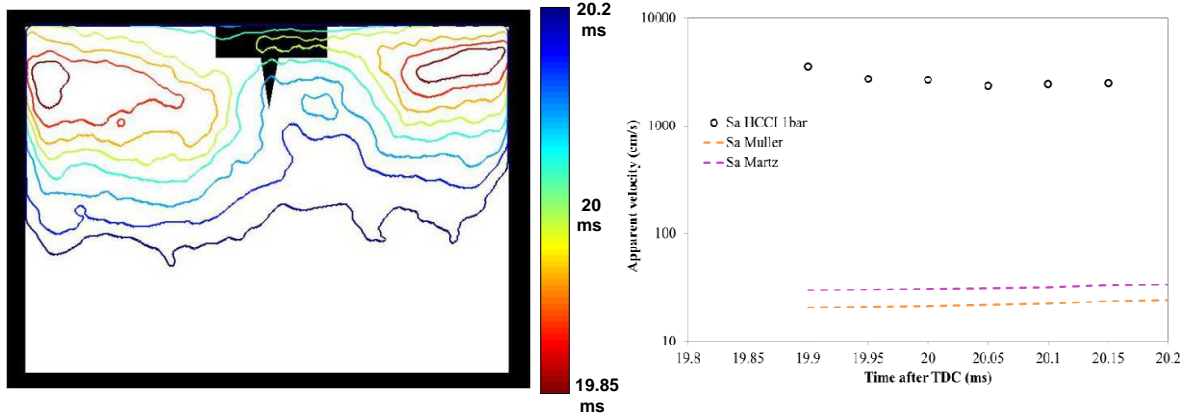 20.2
ms
20
ms
19.85
ms
10000
1000
100
10
Apparent velocity (cm/s)
Sa HCCI 1bar
Sa Muller
Sa Martz
19.8 19.85 19.9 19.95 20 20.05 20.1 20.15 20.2
Time after TDC (ms)